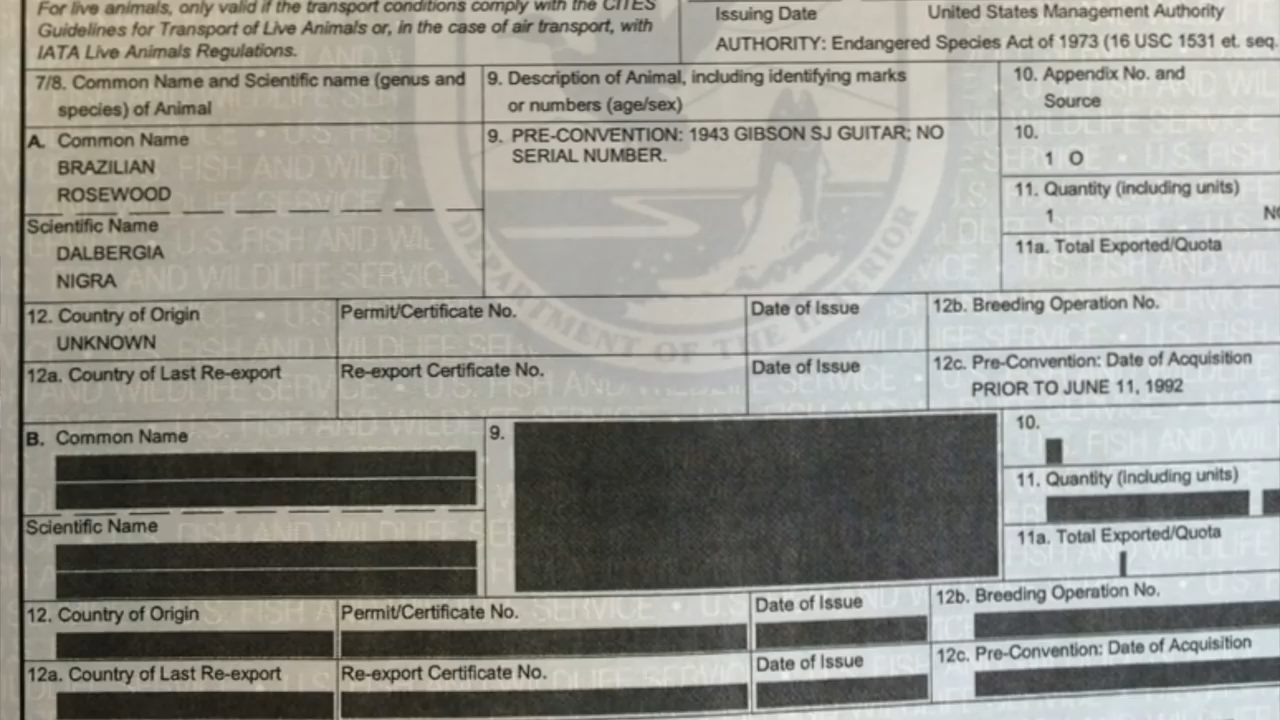 For live animals, only valid if the transport conditions comply with the CITES
Guidelines for Transport of Live Animals or, in the case of air transport, with
IATA Live Animals Regulations.
Issuing Date
United States Management Authority
AUTHORITY: Endangered Species Act of 1973 (16 USC 1531 et. seq
7/8. Common Name and Scientific name (genus and
species) of Animal
9. Description of Animal, including identifying marks
or numbers (age/sex)
10. Appendix No. and
Source
A. Common Name
BRAZILIAN
ROSEWOOD
Scientific Name
DALBERGIA
NIGRA
9. PRE-CONVENTION: 1943 GIBSON SJ GUITAR; NO
SERIAL NUMBER.
10.
1 O
11. Quantity (including units)
1 NO
11a. Total Exported/Quota
12. Country of Origin
UNKNOWN
Permit/Certificate No.
Date of Issue
12b. Breeding Operation No.
12a. Country of Last Re-export
Re-export Certificate No.
Date of Issue
12c. Pre-Convention: Date of Acquisition
PRIOR TO JUNE 11, 1992
B. Common Name
Scientific Name
9.
10.
11. Quantity (including units)
11a. Total Exported/Quota
12. Country of Origin
Permit/Certificate No.
Date of Issue
12b. Breeding Operation No.
12a. Country of Last Re-export
Re-export Certificate No.
Date of Issue
12c. Pre-Convention: Date of Acquisition
DEPARTMENT OF THE INTERIOR
U.S. FISH AND WILDLIFE SERVICE